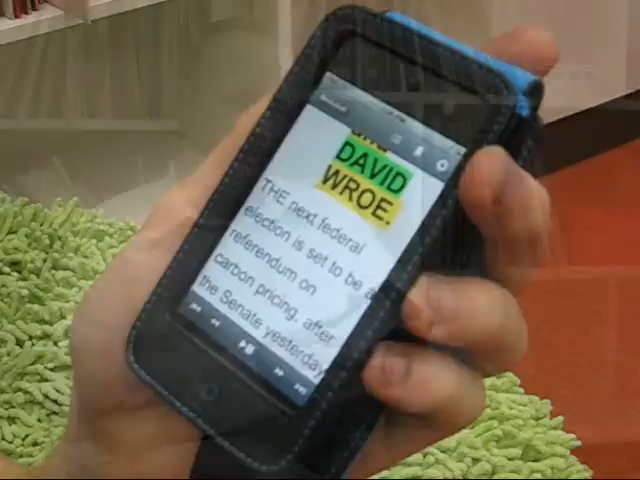 DAVID
WROE.
THE next federal
election is set to be a
referendum on
carbon pricing, after
the Senate yesterday